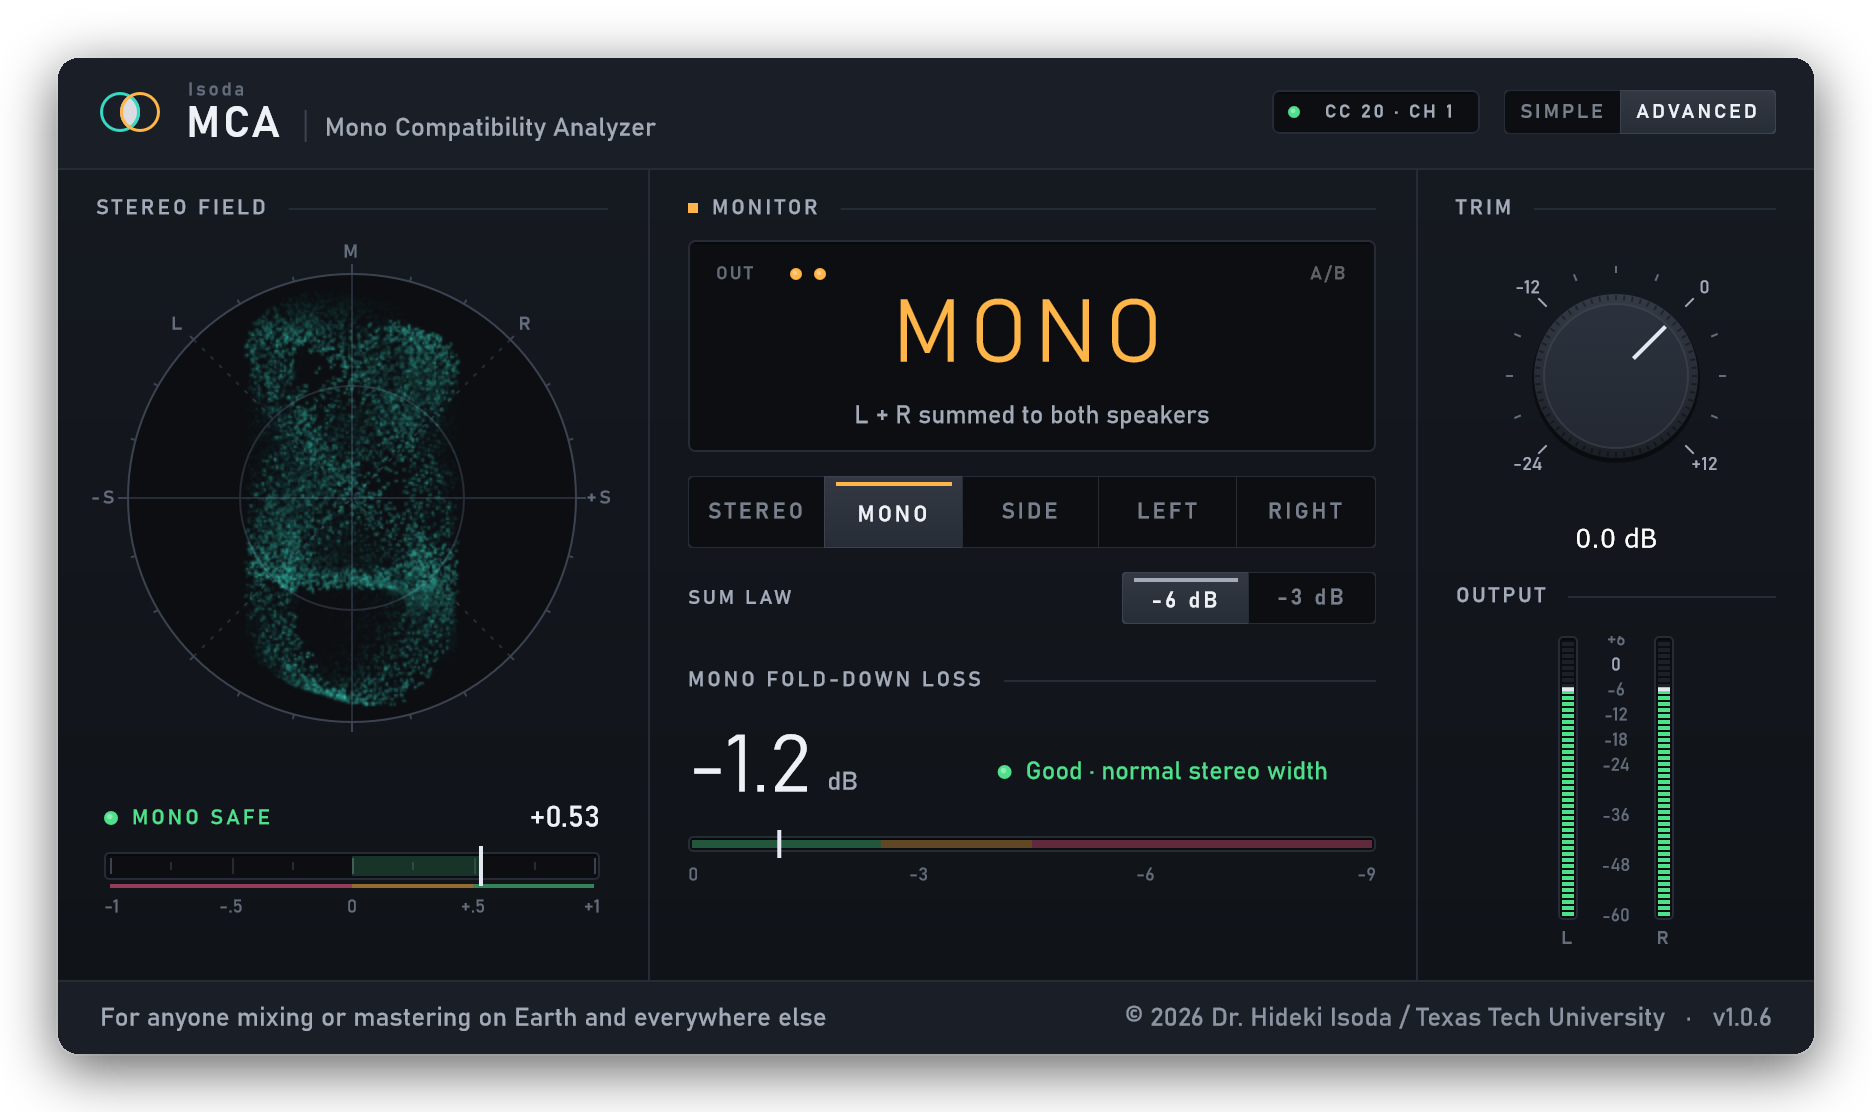 Isoda
MCA | Mono Compatibility Analyzer
CC 20 · CH 1
SIMPLE ADVANCED
STEREO FIELD
M
L R
-S +S
MONO SAFE +0.53
-1 -.5 0 +.5 +1
MONITOR
OUT A/B
MONO
L + R summed to both speakers
STEREO MONO SIDE LEFT RIGHT
SUM LAW -6 dB -3 dB
MONO FOLD-DOWN LOSS
-1.2 dB Good · normal stereo width
0 -3 -6 -9
TRIM
-12 0
-24 +12
0.0 dB
OUTPUT
+6
0
-6
-12
-18
-24
-36
-48
-60
L R
For anyone mixing or mastering on Earth and everywhere else
© 2026 Dr. Hideki Isoda / Texas Tech University · v1.0.6